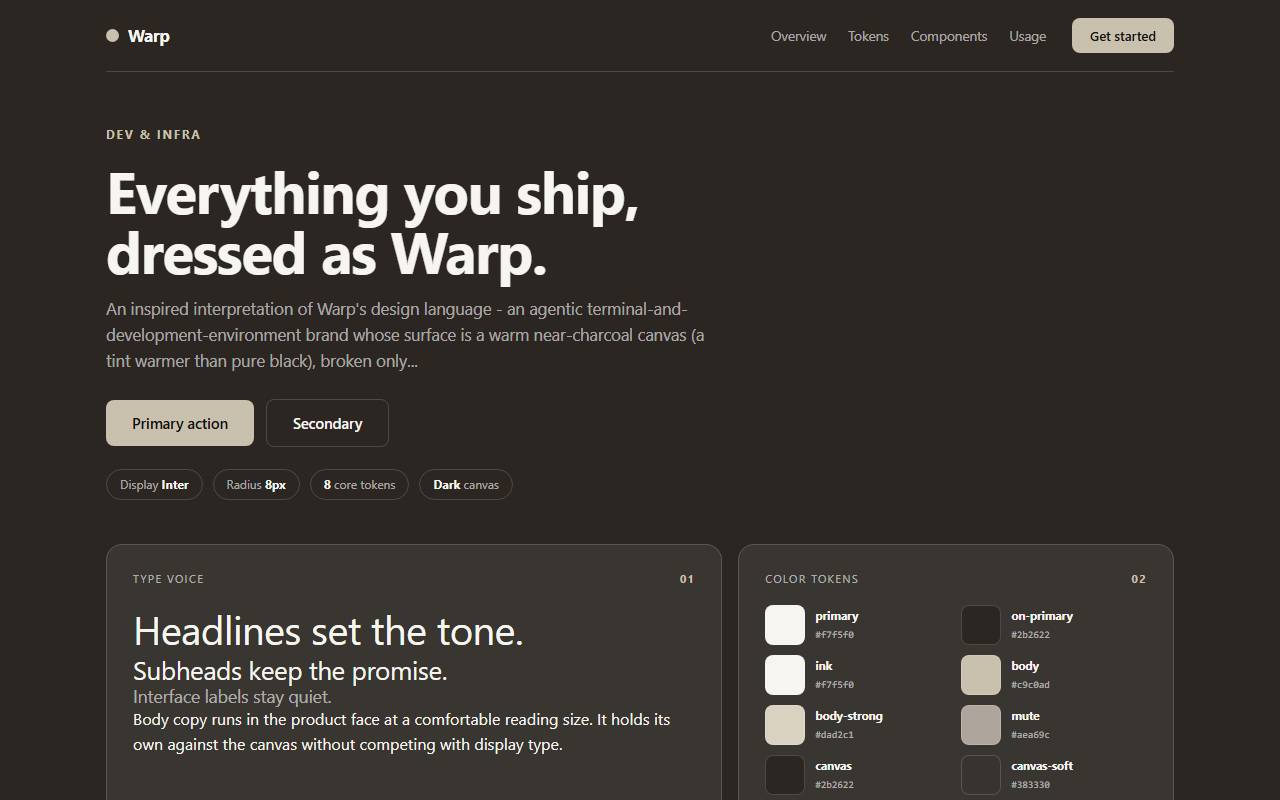 Warp
Overview Tokens Components Usage Get started
DEV & INFRA
Everything you ship,
dressed as Warp.
An inspired interpretation of Warp's design language - an agentic terminal-and-
development-environment brand whose surface is a warm near-charcoal canvas (a
tint warmer than pure black), broken only...
Primary action Secondary
Display Inter Radius 8px 8 core tokens Dark canvas
TYPE VOICE 01
Headlines set the tone.
Subheads keep the promise.
Interface labels stay quiet.
Body copy runs in the product face at a comfortable reading size. It holds its
own against the canvas without competing with display type.
COLOR TOKENS 02
primary
#f7f5f0
on-primary
#2b2622
ink
#f7f5f0
body
#c9c0ad
body-strong
#dad2c1
mute
#aea69c
canvas
#2b2622
canvas-soft
#383330